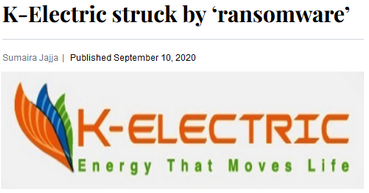 K-Electric struck by ‘ransomware’
Sumaira Jajja | Published September 10, 2020
K-ELECTRIC
Energy That Moves Life